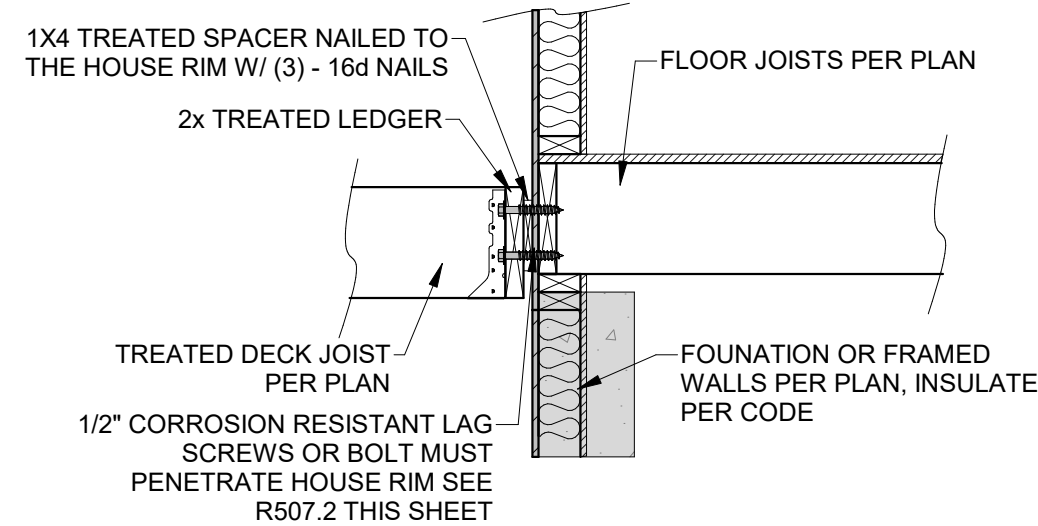 1X4 TREATED SPACER NAILED TO
THE HOUSE RIM W/ (3) - 16d NAILS
2x TREATED LEDGER
FLOOR JOISTS PER PLAN
TREATED DECK JOIST
PER PLAN
1/2" CORROSION RESISTANT LAG
SCREWS OR BOLT MUST
PENETRATE HOUSE RIM SEE
R507.2 THIS SHEET
FOUNATION OR FRAMED
WALLS PER PLAN, INSULATE
PER CODE